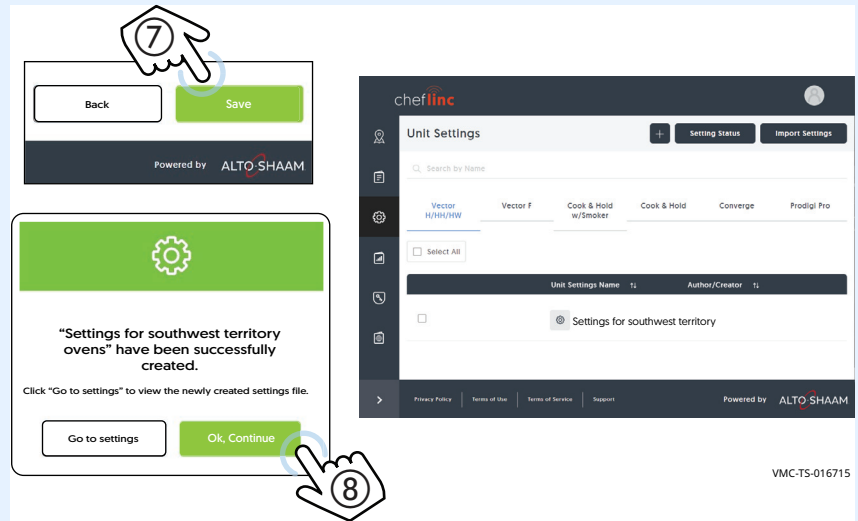 7
Back
Save
Powered by ALTO-SHAAM
"Settings for southwest territory
ovens" have been successfully
created.
Click "Go to settings" to view the newly created settings file.
Go to settings
Ok, Continue
8
cheflinc
Unit Settings
+
Setting Status
Import Settings
Search by Name
Vector
H/HH/HW
Vector F
Cook & Hold
w/Smoker
Cook & Hold
Converge
Prodigi Pro
Select All
Unit Settings Name ↑↓
Author/Creator ↑↓
Settings for southwest territory
>
Privacy Policy
Terms of Use
Terms of Service
Support
Powered by ALTO-SHAAM
VMC-TS-016715